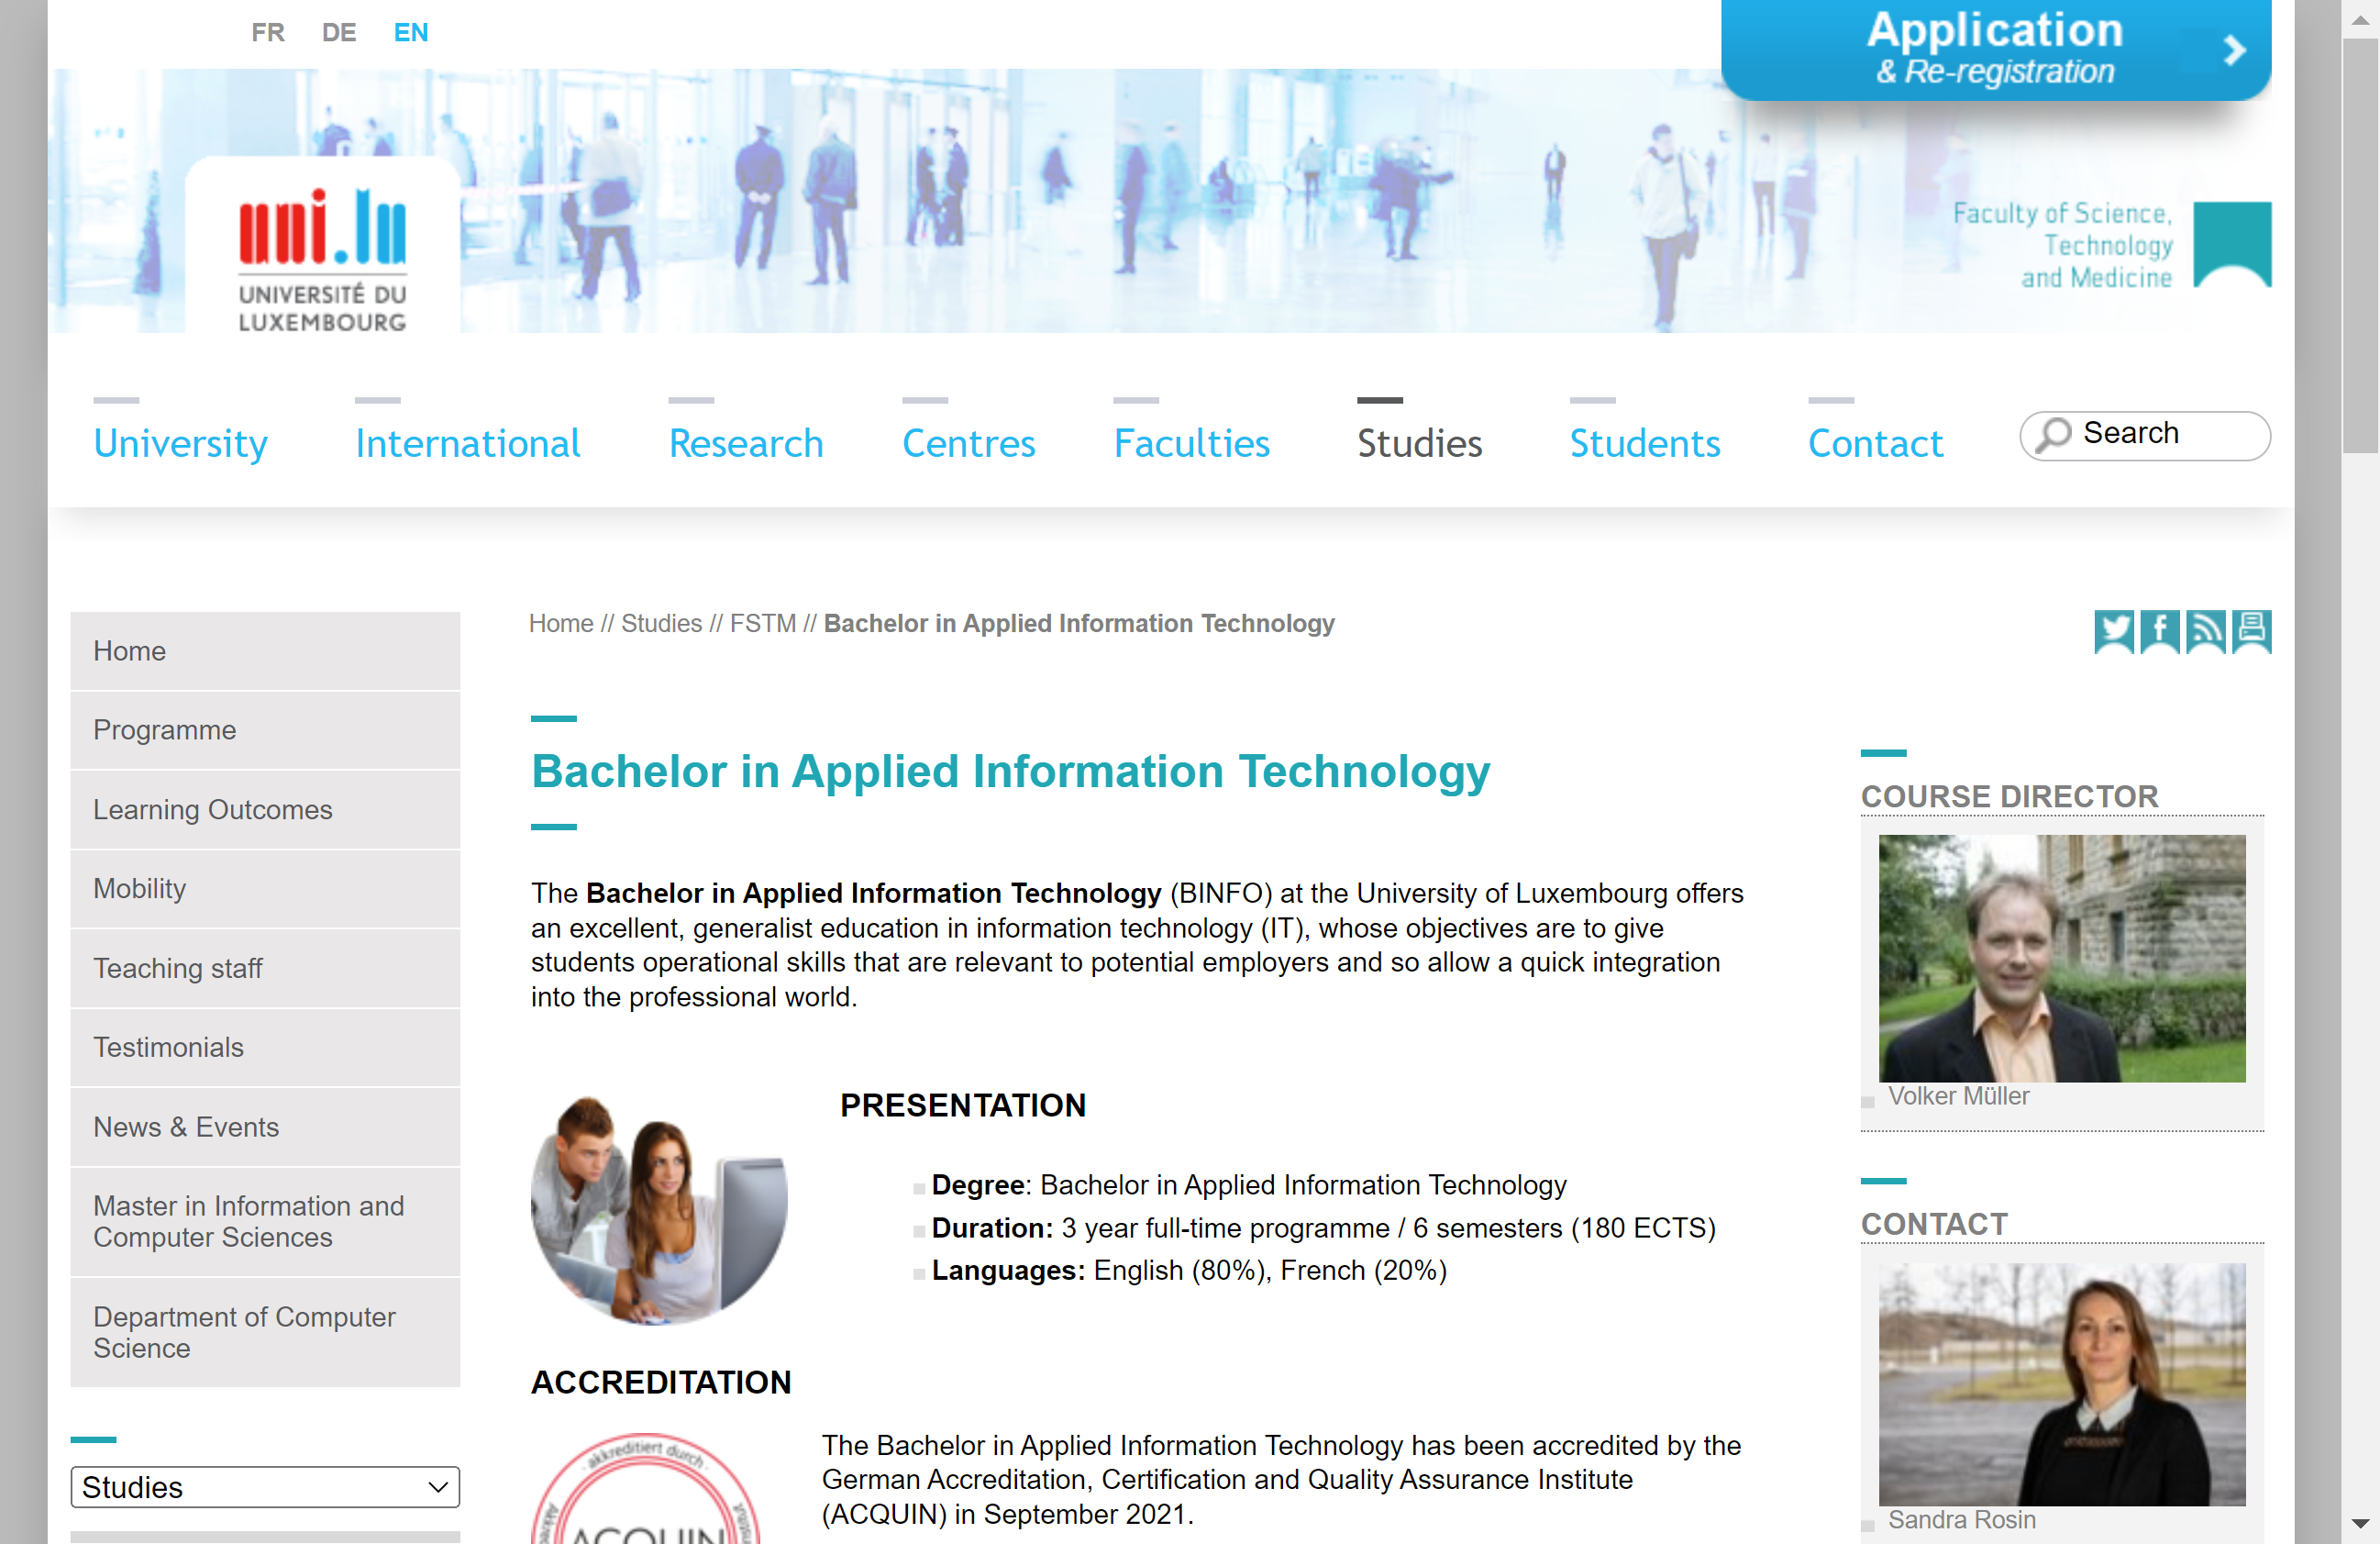 FR DE EN
Application
& Re-registration
uni.lu
UNIVERSITÉ DU
LUXEMBOURG
Faculty of Science,
Technology
and Medicine
University International Research Centres Faculties Studies Students Contact Search
Home // Studies // FSTM // Bachelor in Applied Information Technology
Home
Programme
Learning Outcomes
Mobility
Teaching staff
Testimonials
News & Events
Master in Information and
Computer Sciences
Department of Computer
Science
Studies
Bachelor in Applied Information Technology
The Bachelor in Applied Information Technology (BINFO) at the University of Luxembourg offers
an excellent, generalist education in information technology (IT), whose objectives are to give
students operational skills that are relevant to potential employers and so allow a quick integration
into the professional world.
PRESENTATION
Degree: Bachelor in Applied Information Technology
Duration: 3 year full-time programme / 6 semesters (180 ECTS)
Languages: English (80%), French (20%)
ACCREDITATION
akkreditiert durch
ACQUIN
The Bachelor in Applied Information Technology has been accredited by the
German Accreditation, Certification and Quality Assurance Institute
(ACQUIN) in September 2021.
COURSE DIRECTOR
Volker Müller
CONTACT
Sandra Rosin